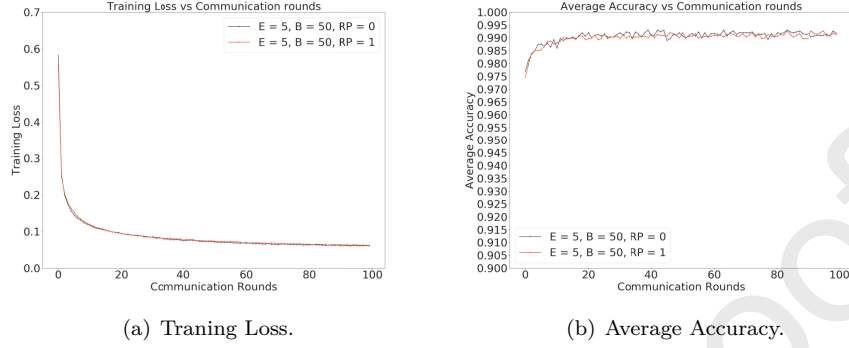 Training Loss vs Communication rounds
0.7
0.6
0.5
0.4
0.3
0.2
0.1
0.0
Training Loss
E = 5, B = 50, RP = 0
E = 5, B = 50, RP = 1
0 20 40 60 80 100
Communication Rounds
(a) Traning Loss.
Average Accuracy vs Communication rounds
1.000
0.995
0.990
0.985
0.980
0.975
0.970
0.965
0.960
0.955
0.950
0.945
0.940
0.935
0.930
0.925
0.920
0.915
0.910
0.905
0.900
Average Accuracy
E = 5, B = 50, RP = 0
E = 5, B = 50, RP = 1
0 20 40 60 80 100
Communication Rounds
(b) Average Accuracy.